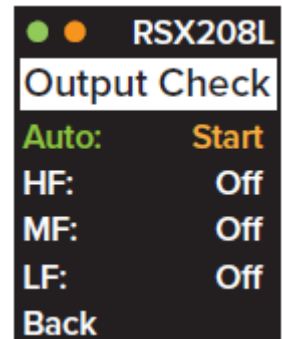 RSX208L
Output Check
Auto: Start
HF: Off
MF: Off
LF: Off
Back